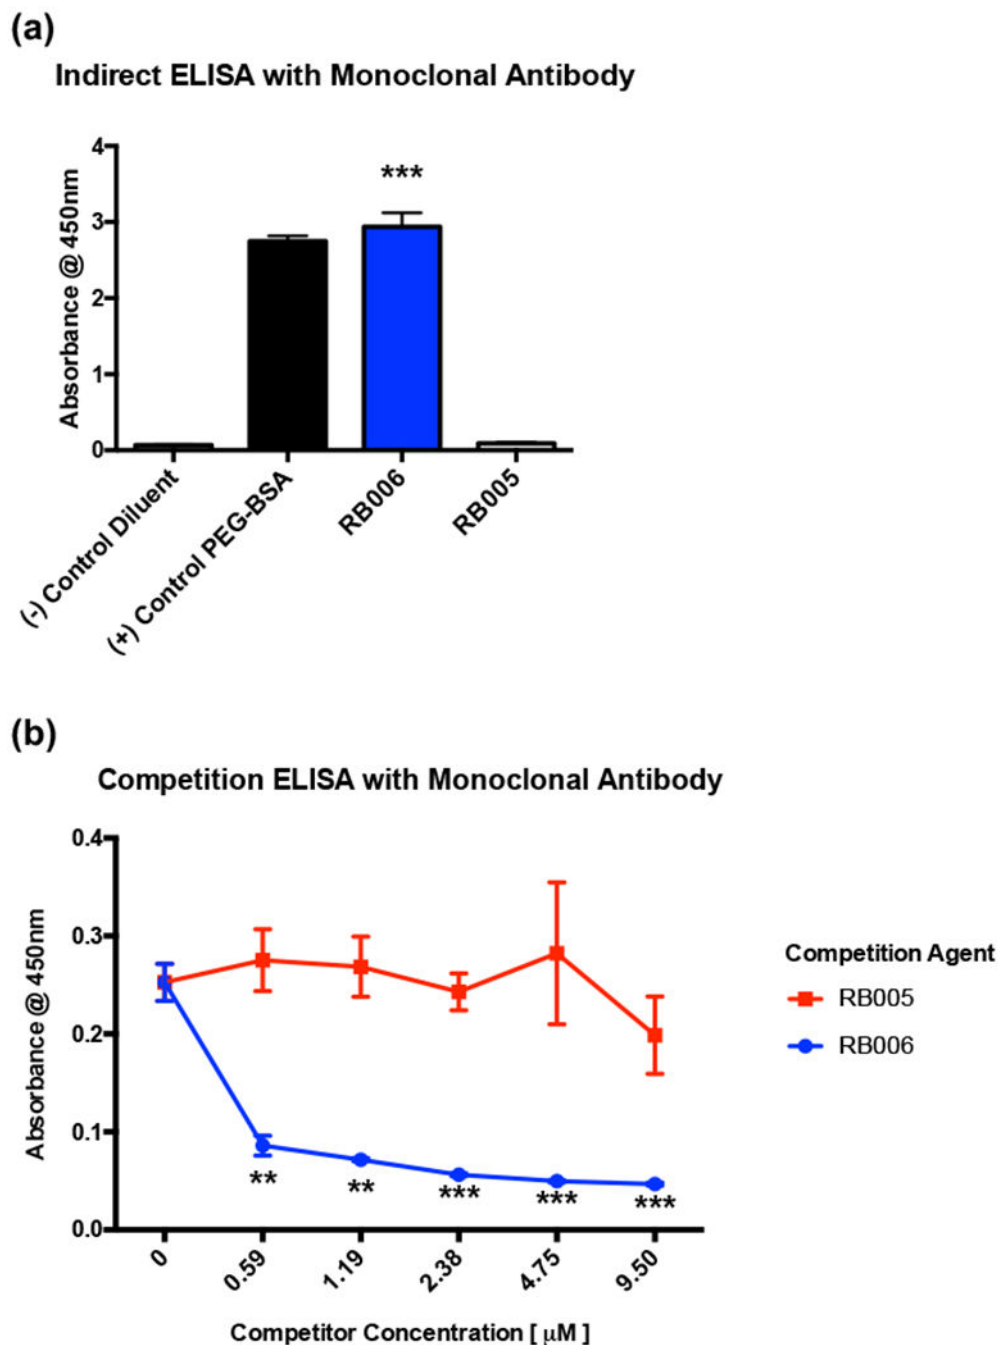 (a)
Indirect ELISA with Monoclonal Antibody
Absorbance @ 450nm
4
3
2
1
0
***
(-) Control Diluent
(+) Control PEG-BSA
RB006
RB005
(b)
Competition ELISA with Monoclonal Antibody
Absorbance @ 450nm
0.4
0.3
0.2
0.1
0.0
**
**
***
***
***
0
0.59
1.19
2.38
4.75
9.50
Competitor Concentration [ μM ]
Competition Agent
RB005
RB006